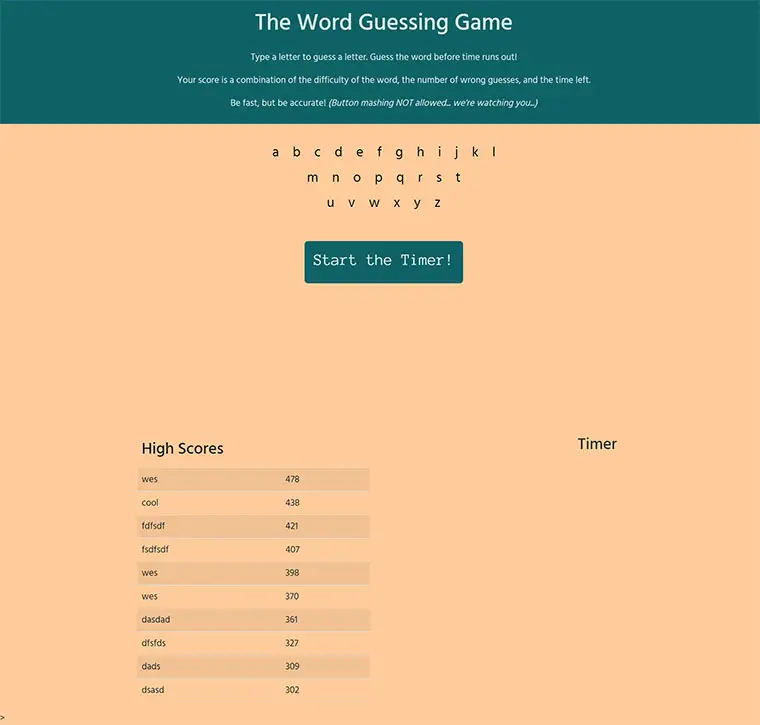 The Word Guessing Game
Type a letter to guess a letter. Guess the word before time runs out!
Your score is a combination of the difficulty of the word, the number of wrong guesses, and the time left.
Be fast, but be accurate! (Button mashing NOT allowed... we're watching you...)
a b c d e f g h i j k l
m n o p q r s t
u v w x y z
Start the Timer!
High Scores
Timer
wes 478
cool 438
fdfsdf 421
fsdfsdf 407
wes 398
wes 370
dasdad 361
dfsfds 327
dads 309
dsasd 302
>